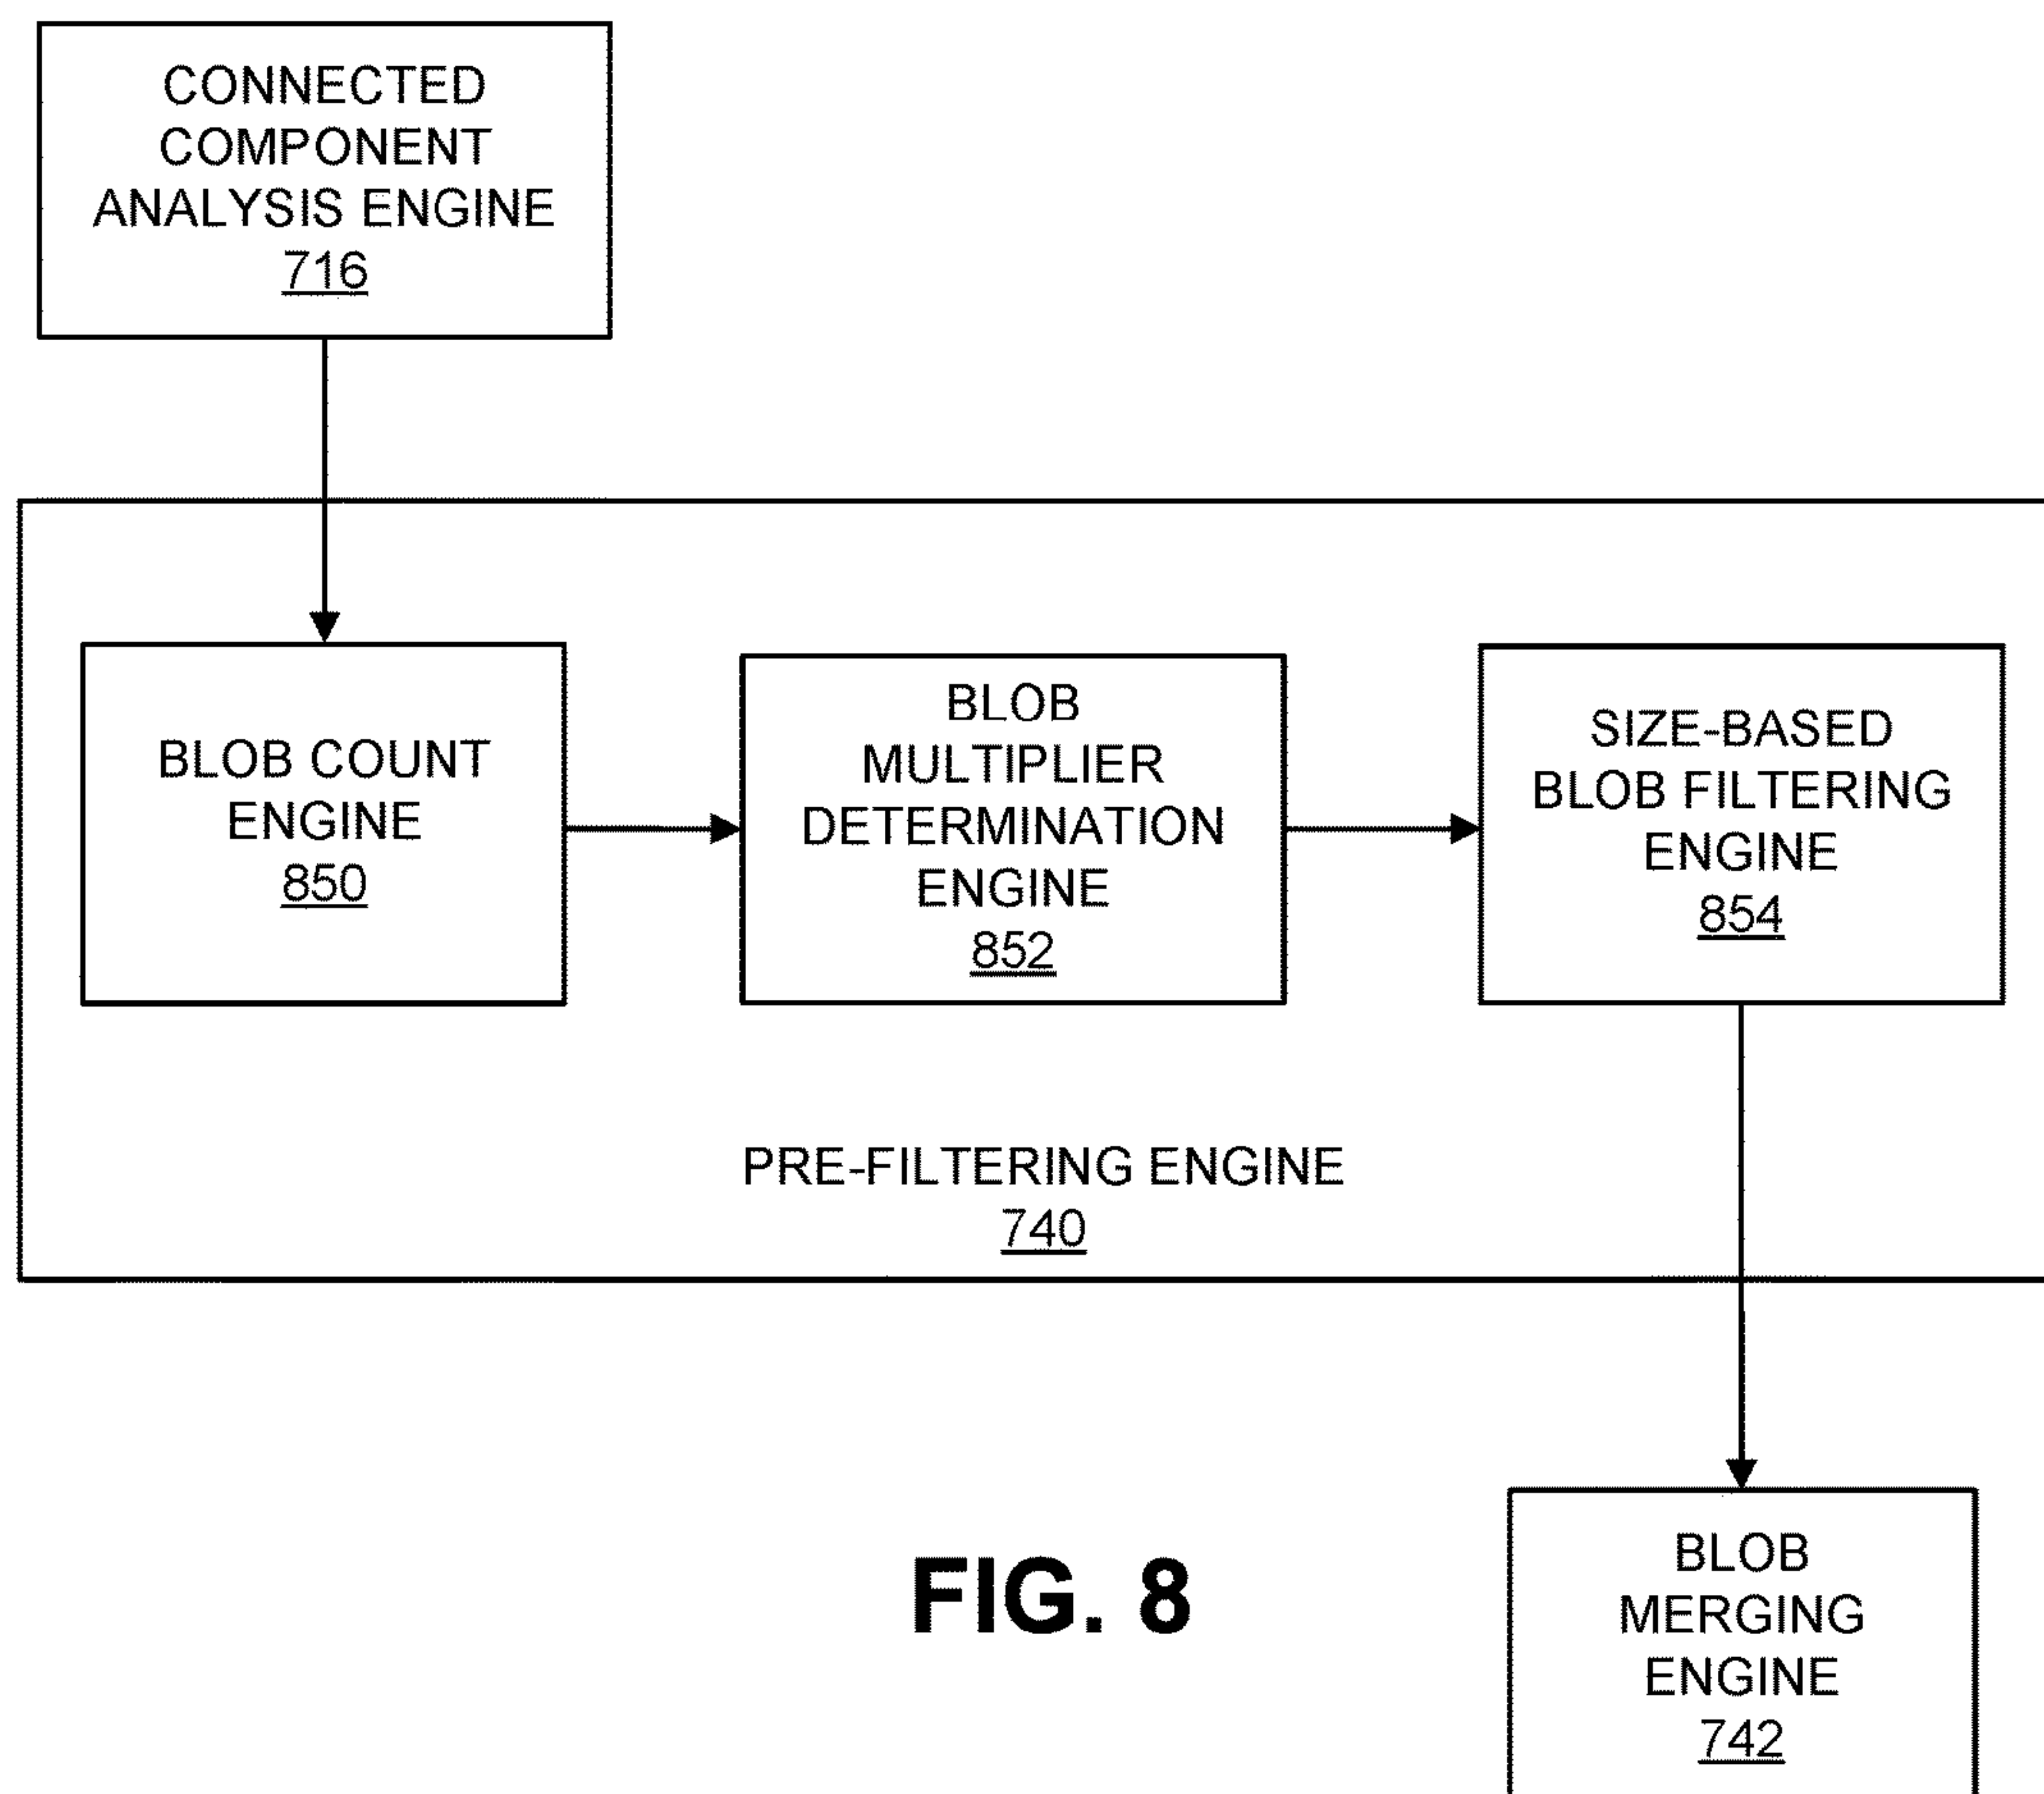 CONNECTED
COMPONENT
ANALYSIS ENGINE
716
BLOB COUNT
ENGINE
850
BLOB
MULTIPLIER
DETERMINATION
ENGINE
852
SIZE-BASED
BLOB FILTERING
ENGINE
854
PRE-FILTERING ENGINE
740
FIG. 8
BLOB
MERGING
ENGINE
742